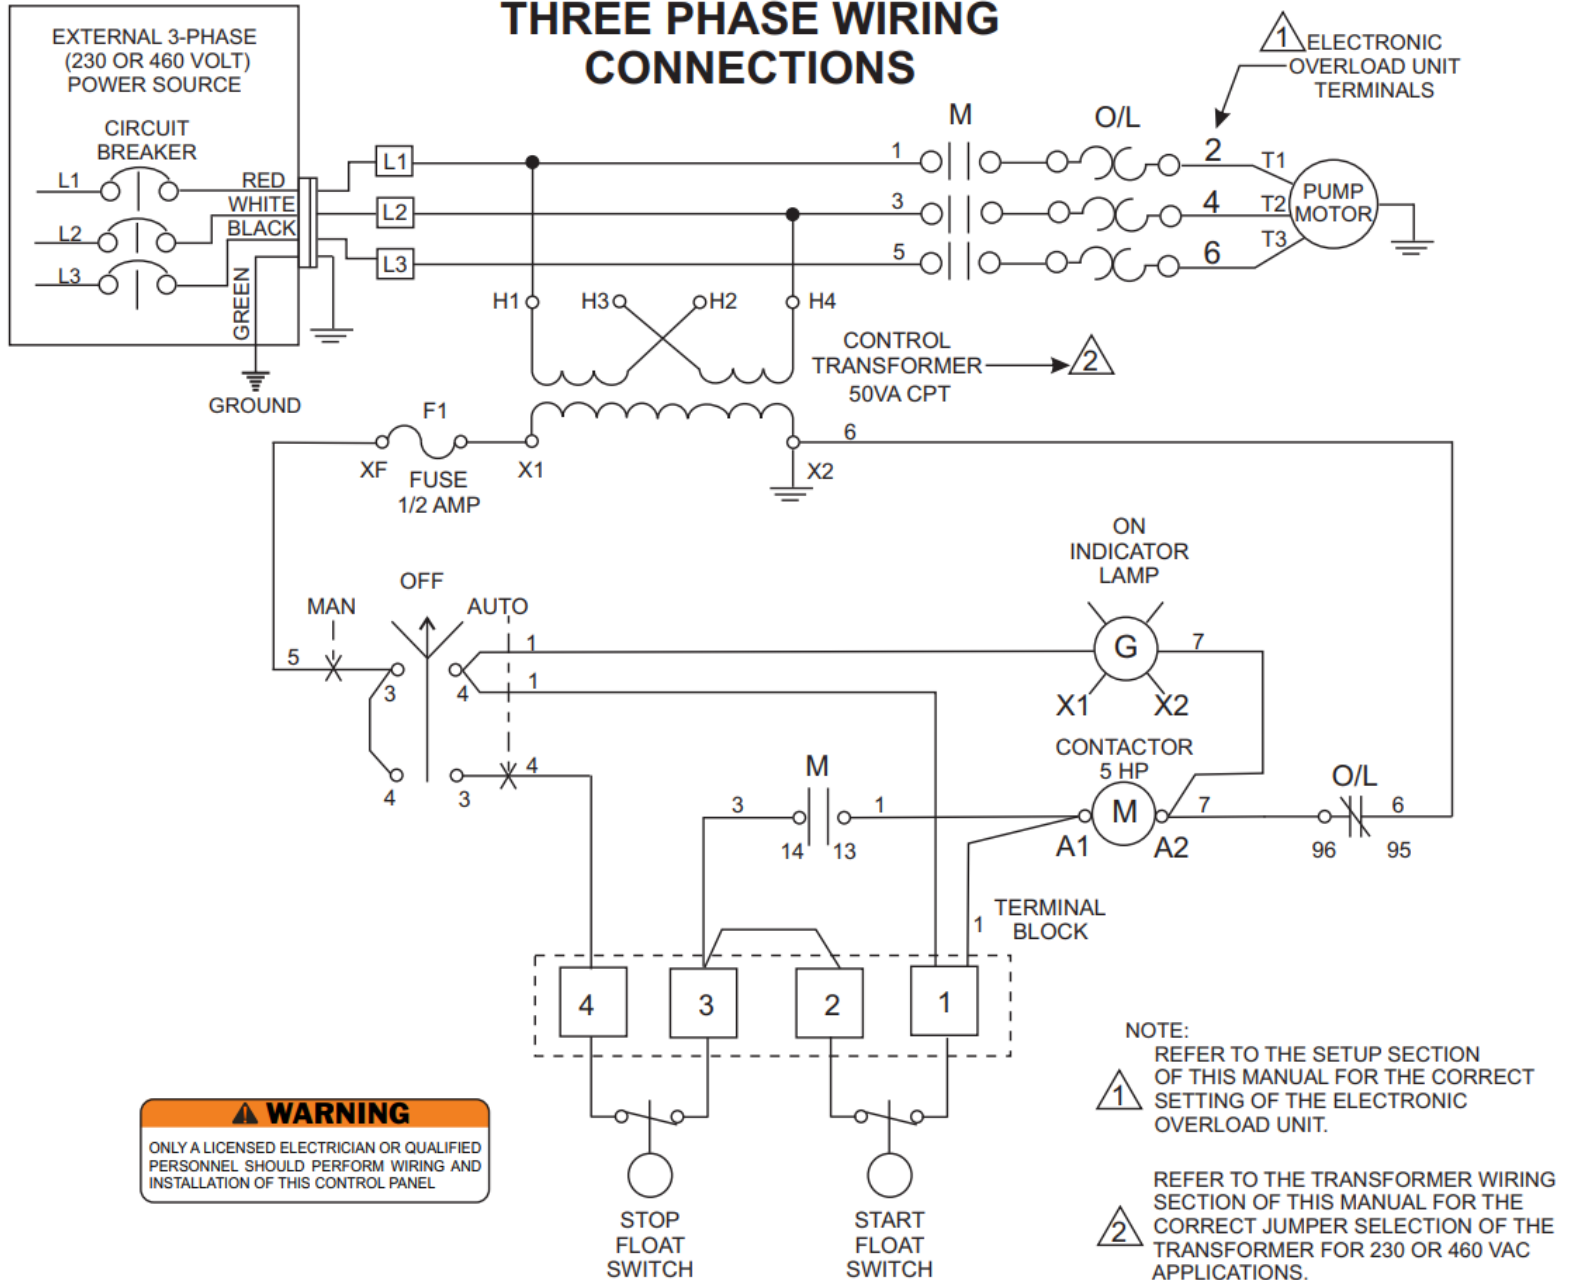 THREE PHASE WIRING
CONNECTIONS
EXTERNAL 3-PHASE
(230 OR 460 VOLT)
POWER SOURCE
CIRCUIT
BREAKER
L1
L2
L3
RED
WHITE
BLACK
GREEN
GROUND
L1
L2
L3
1
3
5
M
O/L
1
ELECTRONIC
OVERLOAD UNIT
TERMINALS
2
4
6
T1
T2
T3
PUMP
MOTOR
H1
H3
H2
H4
CONTROL
TRANSFORMER
50VA CPT
2
F1
XF
FUSE
1/2 AMP
X1
X2
6
ON
INDICATOR
LAMP
OFF
MAN
AUTO
5
3
4
4
3
1
1
4
G
7
X1
X2
CONTACTOR
5 HP
M
3
1
14
13
M
A1
A2
7
O/L
6
96
95
TERMINAL
BLOCK
1
4
3
2
1
STOP
FLOAT
SWITCH
START
FLOAT
SWITCH
WARNING
ONLY A LICENSED ELECTRICIAN OR QUALIFIED
PERSONNEL SHOULD PERFORM WIRING AND
INSTALLATION OF THIS CONTROL PANEL
NOTE:
1
REFER TO THE SETUP SECTION
OF THIS MANUAL FOR THE CORRECT
SETTING OF THE ELECTRONIC
OVERLOAD UNIT.
2
REFER TO THE TRANSFORMER WIRING
SECTION OF THIS MANUAL FOR THE
CORRECT JUMPER SELECTION OF THE
TRANSFORMER FOR 230 OR 460 VAC
APPLICATIONS.